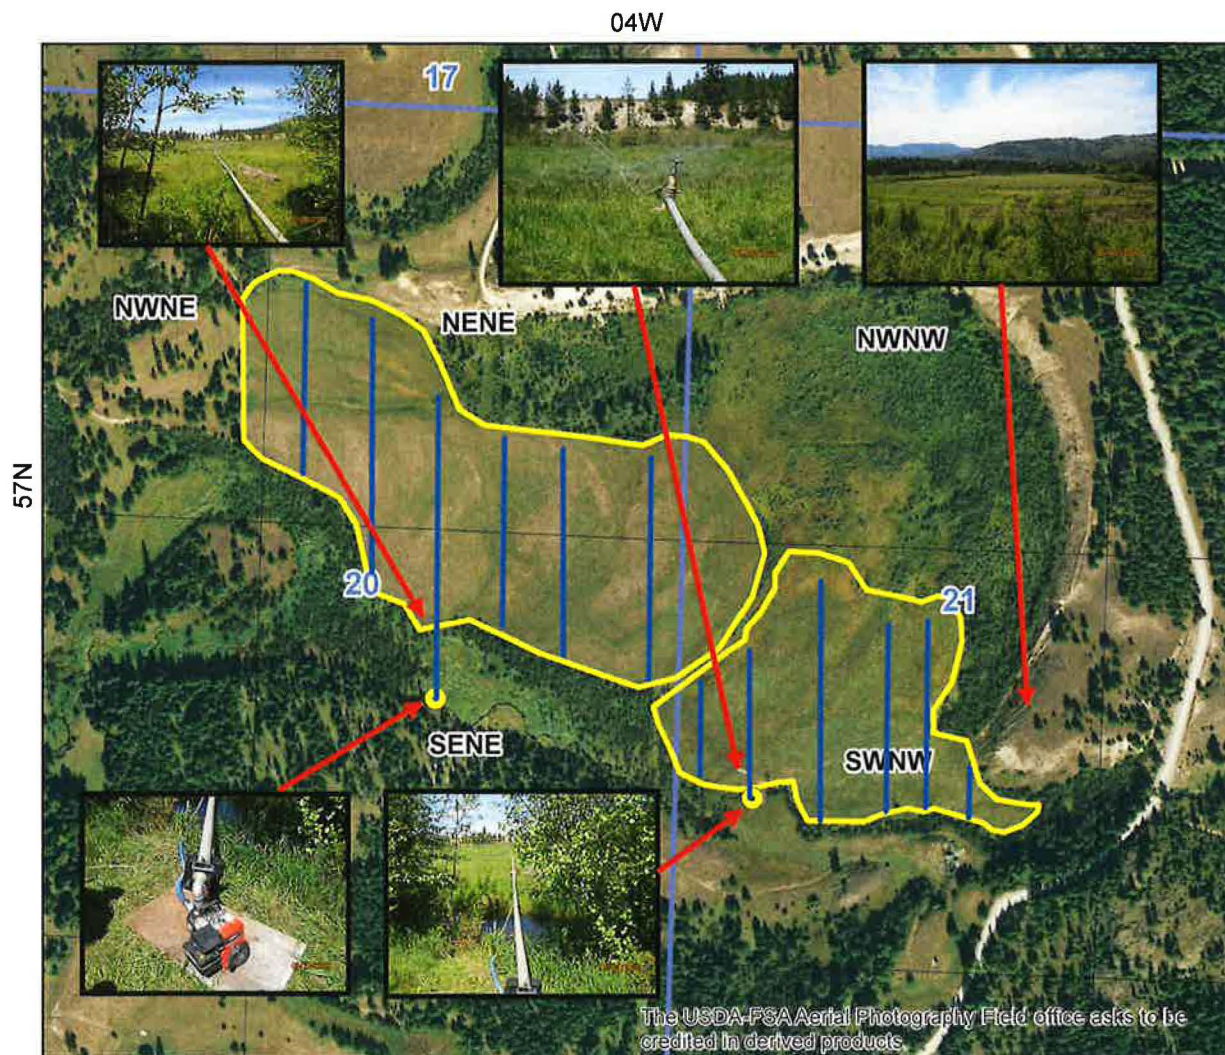 04W
17
NWNE
NENE
NWNW
57N
20
21
SENE
SWNW
The USDA-FSA Aerial Photography Field office asks to be
credited in derived products